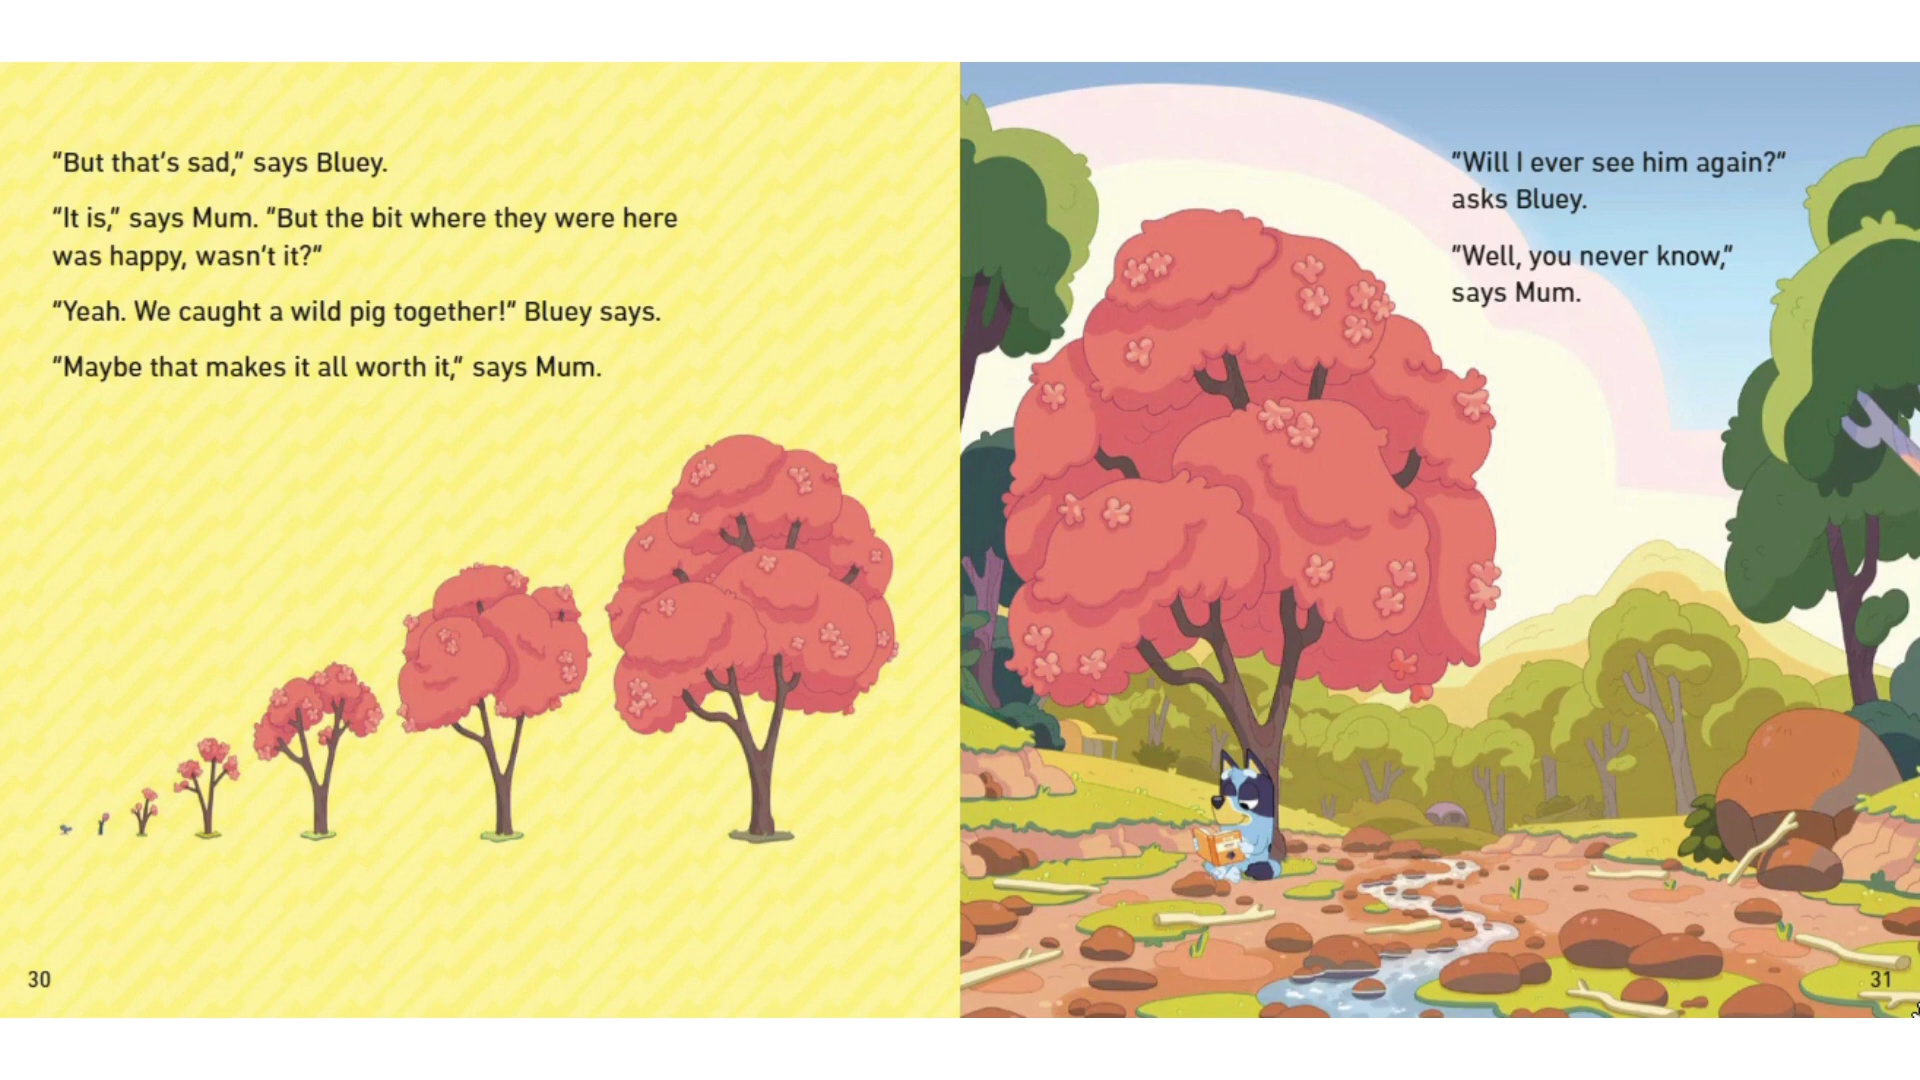 “But that’s sad,” says Bluey.
“It is,” says Mum. “But the bit where they were here
was happy, wasn’t it?”
“Yeah. We caught a wild pig together!” Bluey says.
“Maybe that makes it all worth it,” says Mum.
30
“Will I ever see him again?”
asks Bluey.
“Well, you never know,”
says Mum.
31